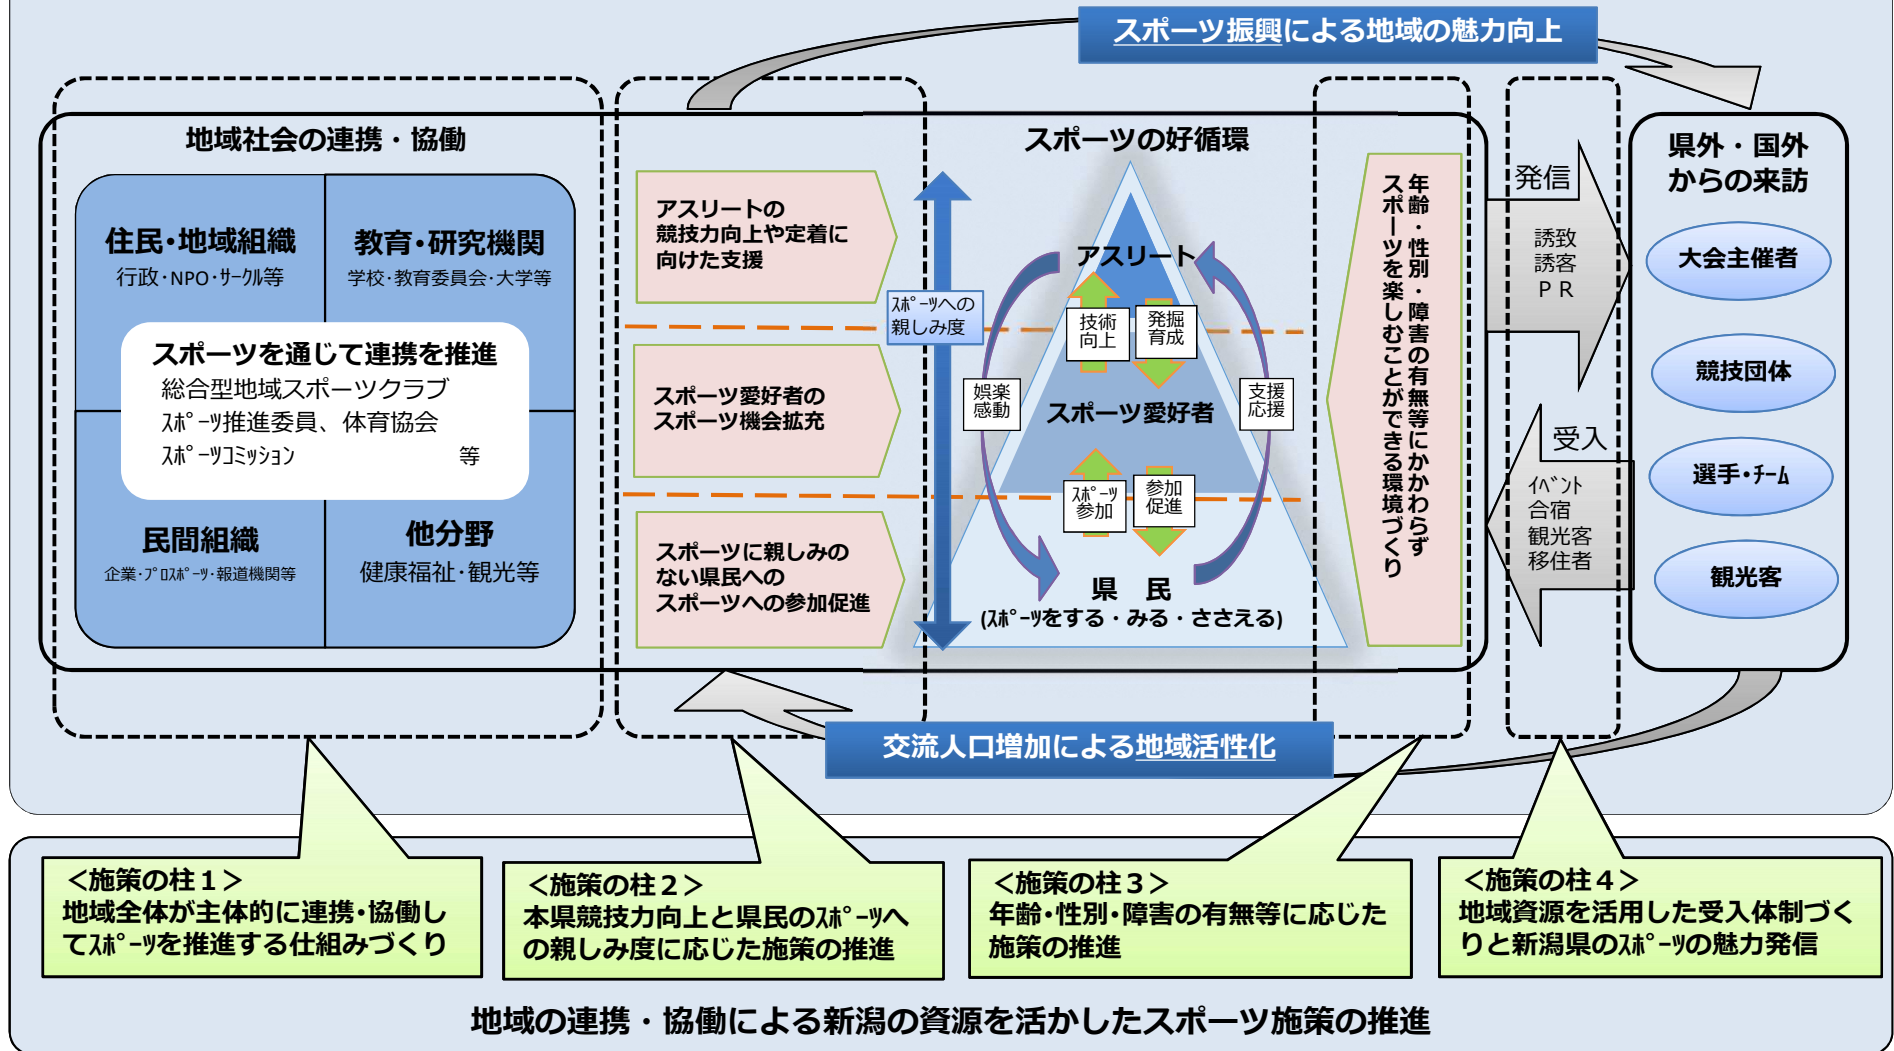 スポーツ振興による地域の魅力向上
地域社会の連携・協働
住民・地域組織
行政・NPO・ｻｰｸﾙ等
教育・研究機関
学校・教育委員会・大学等
スポーツを通じて連携を推進
総合型地域スポーツクラブ
ｽﾎﾟｰﾂ推進委員、体育協会
ｽﾎﾟｰﾂｺﾐｯｼｮﾝ 等
民間組織
企業・ﾌﾟﾛｽﾎﾟｰﾂ・報道機関等
他分野
健康福祉・観光等
アスリートの
競技力向上や定着に
向けた支援
スポーツ愛好者の
スポーツ機会拡充
スポーツに親しみの
ない県民への
スポーツへの参加促進
ｽﾎﾟｰﾂへの
親しみ度
スポーツの好循環
アスリート
技術
向上
発掘
育成
娯楽
感動
支援
応援
スポーツ愛好者
ｽﾎﾟｰﾂ
参加
参加
促進
県　民
(ｽﾎﾟｰﾂをする・みる・ささえる)
年齢・性別・障害の有無等にかかわらず
スポーツを楽しむことができる環境づくり
発信
誘致
誘客
ＰＲ
受入
ｲﾍﾞﾝﾄ
合宿
観光客
移住者
県外・国外
からの来訪
大会主催者
競技団体
選手・ﾁｰﾑ
観光客
交流人口増加による地域活性化
＜施策の柱１＞
地域全体が主体的に連携・協働し
てｽﾎﾟｰﾂを推進する仕組みづくり
＜施策の柱２＞
本県競技力向上と県民のｽﾎﾟｰﾂへ
の親しみ度に応じた施策の推進
＜施策の柱３＞
年齢・性別・障害の有無等に応じた
施策の推進
＜施策の柱４＞
地域資源を活用した受入体制づく
りと新潟県のｽﾎﾟｰﾂの魅力発信
地域の連携・協働による新潟の資源を活かしたスポーツ施策の推進